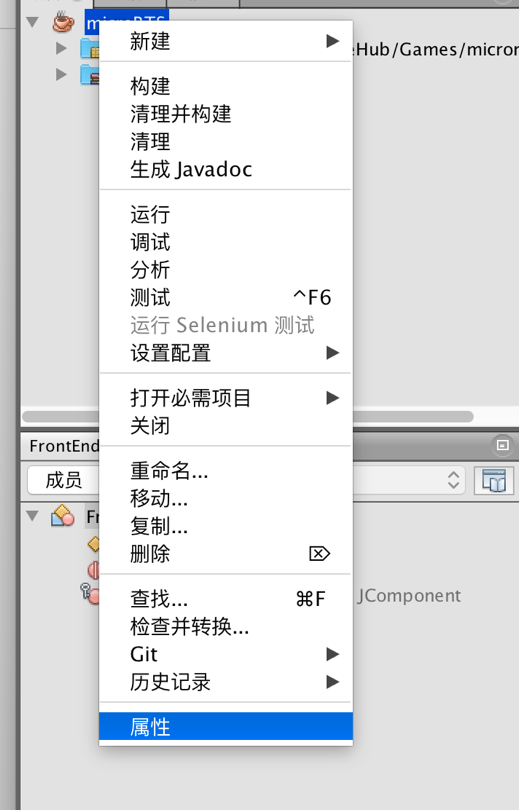 microRTS
新建
eHub/Games/micror
构建
清理并构建
清理
生成 Javadoc
运行
调试
分析
测试 ^F6
运行 Selenium 测试
设置配置
打开必需项目
关闭
FrontEnd
成员
重命名...
移动...
Fr
复制...
删除
查找... ⌘F
JComponent
检查并转换...
Git
历史记录
属性